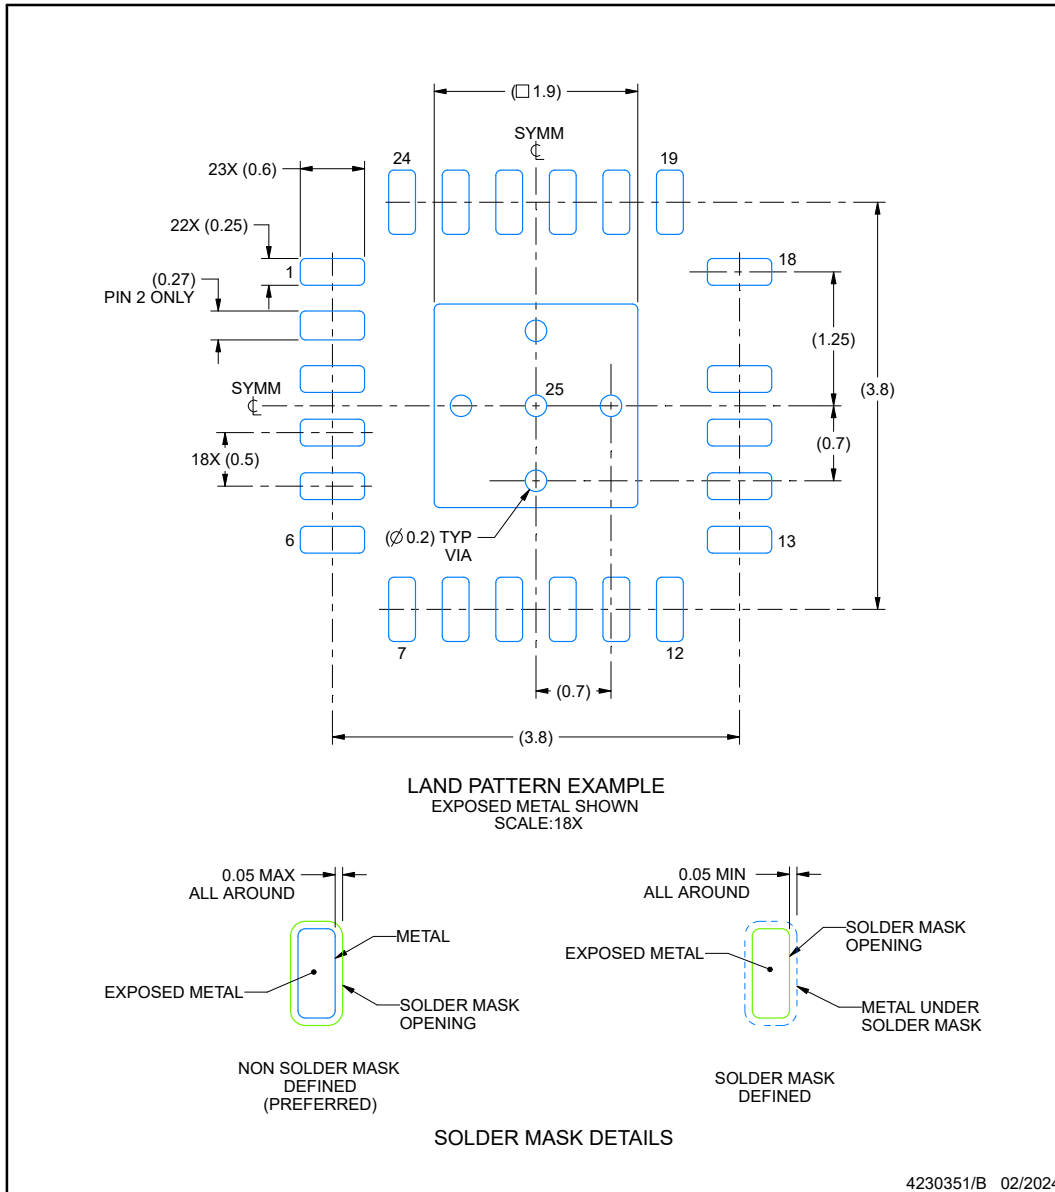 (□ 1.9)
SYMM
℄
24
19
23X (0.6)
22X (0.25)
1
18
(0.27)
PIN 2 ONLY
(1.25)
(3.8)
SYMM
℄
25
(0.7)
18X (0.5)
6
(Ø 0.2) TYP
VIA
13
7
12
(0.7)
(3.8)
LAND PATTERN EXAMPLE
EXPOSED METAL SHOWN
SCALE:18X
0.05 MAX
ALL AROUND
METAL
EXPOSED METAL
SOLDER MASK
OPENING
NON SOLDER MASK
DEFINED
(PREFERRED)
0.05 MIN
ALL AROUND
SOLDER MASK
OPENING
EXPOSED METAL
METAL UNDER
SOLDER MASK
SOLDER MASK
DEFINED
SOLDER MASK DETAILS
4230351/B 02/2024